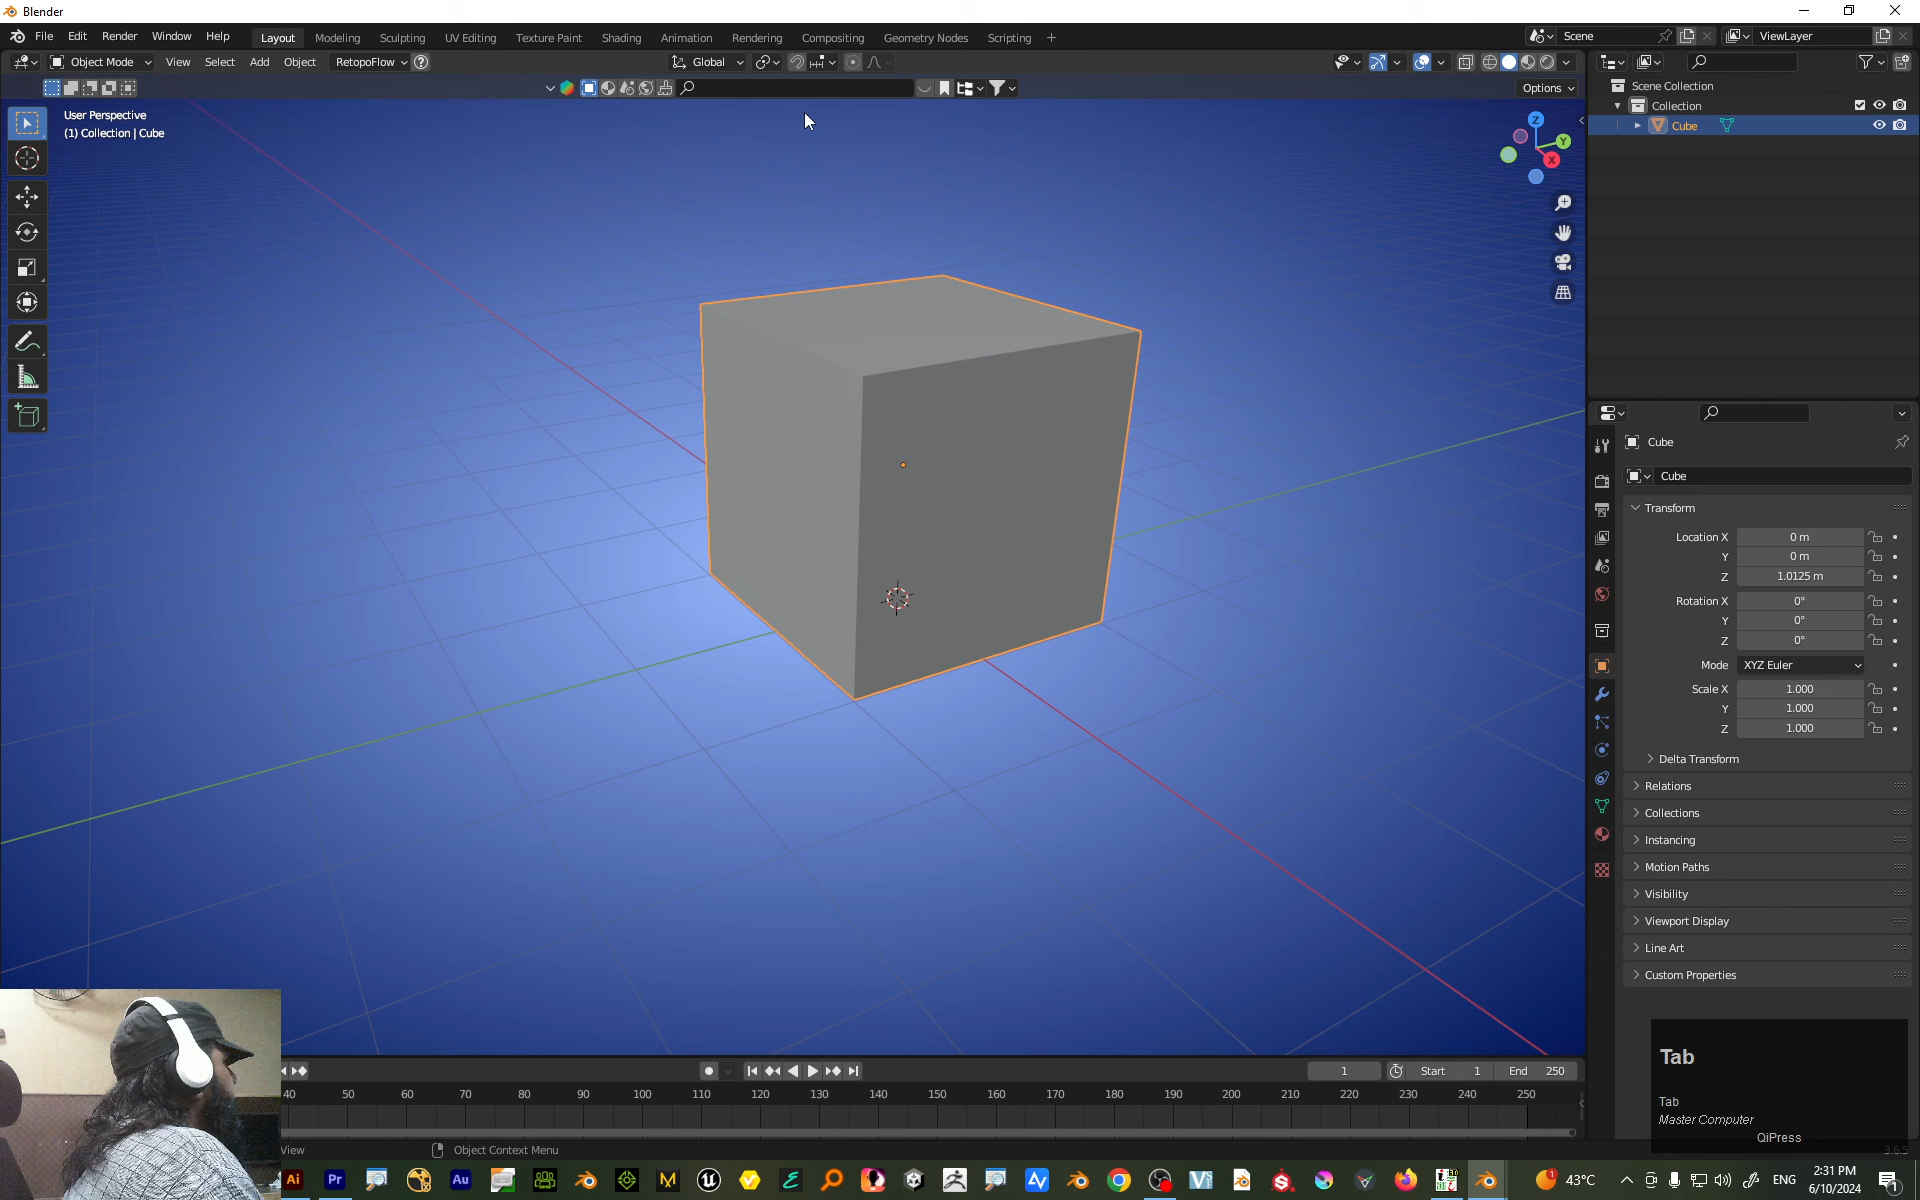 Blender
File Edit Render Window Help Layout Modeling Sculpting UV Editing Texture Paint Shading Animation Rendering Compositing Geometry Nodes Scripting + Scene ViewLayer
Object Mode View Select Add Object RetopoFlow Global
Options
User Perspective
(1) Collection | Cube
Z
Y
X
Scene Collection
Collection
Cube
Cube
Cube
Transform
Location X 0 m
Y 0 m
Z 1.0125 m
Rotation X 0°
Y 0°
Z 0°
Mode XYZ Euler
Scale X 1.000
Y 1.000
Z 1.000
Delta Transform
Relations
Collections
Instancing
Motion Paths
Visibility
Viewport Display
Line Art
Custom Properties
Tab
Tab
Master Computer
QiPress
3.6.5
1 Start 1 End 250
40 50 60 70 80 90 100 110 120 130 140 150 160 170 180 190 200 210 220 230 240 250
View Object Context Menu
Ai Pr Au
43°C ENG 2:31 PM
6/10/2024